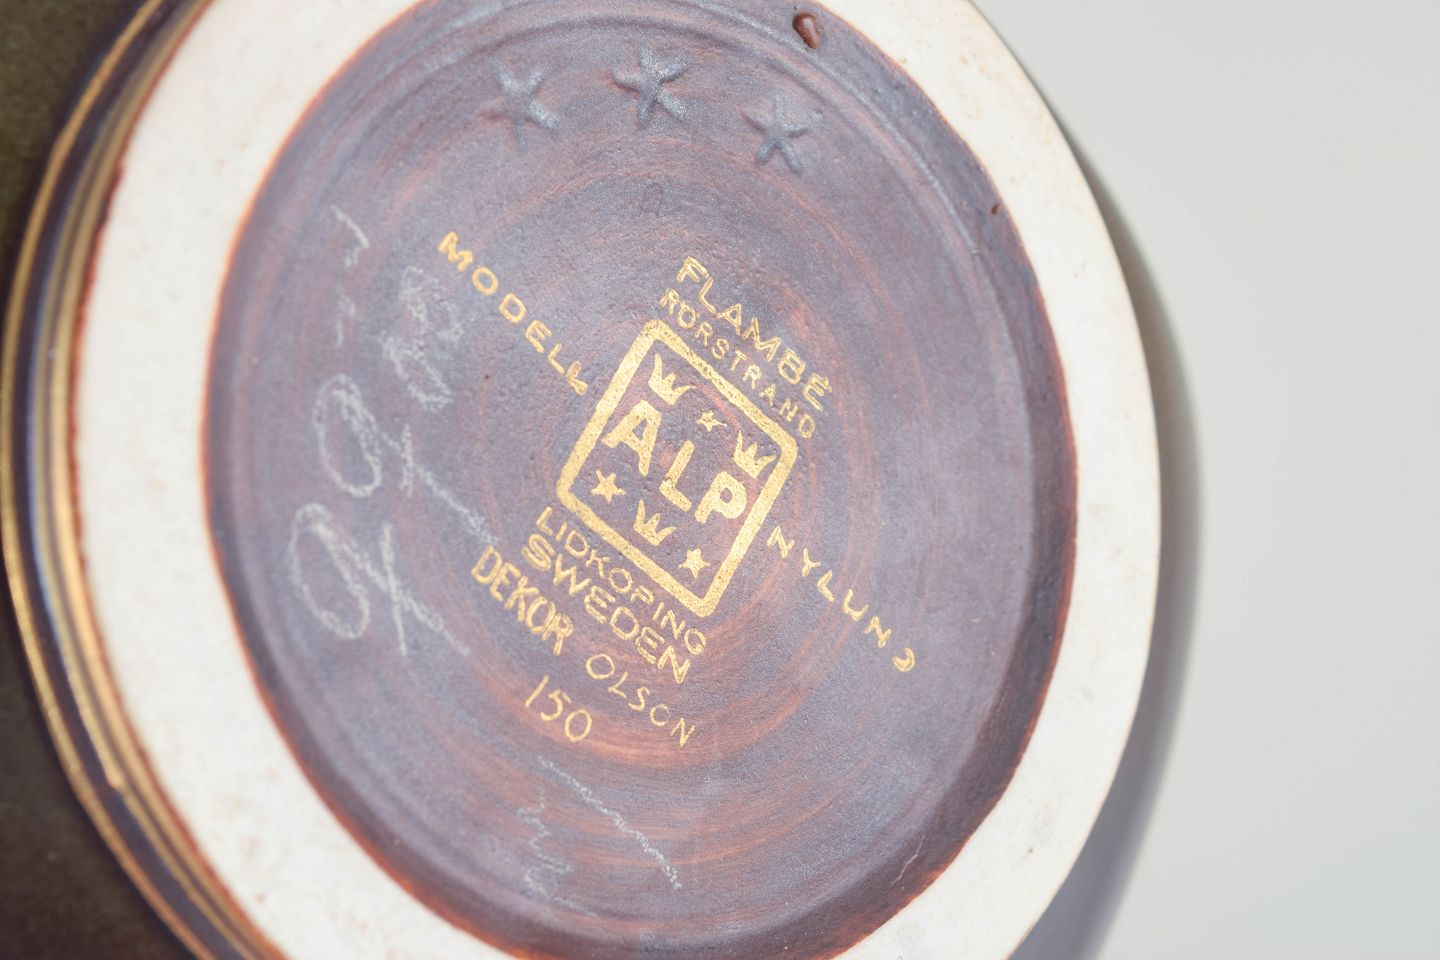 FLAMBÉ
RÖRSTRAND
MODELL
ALP
NYLUND
LIDKÖPING
SWEDEN
DEKOR OLSON
150